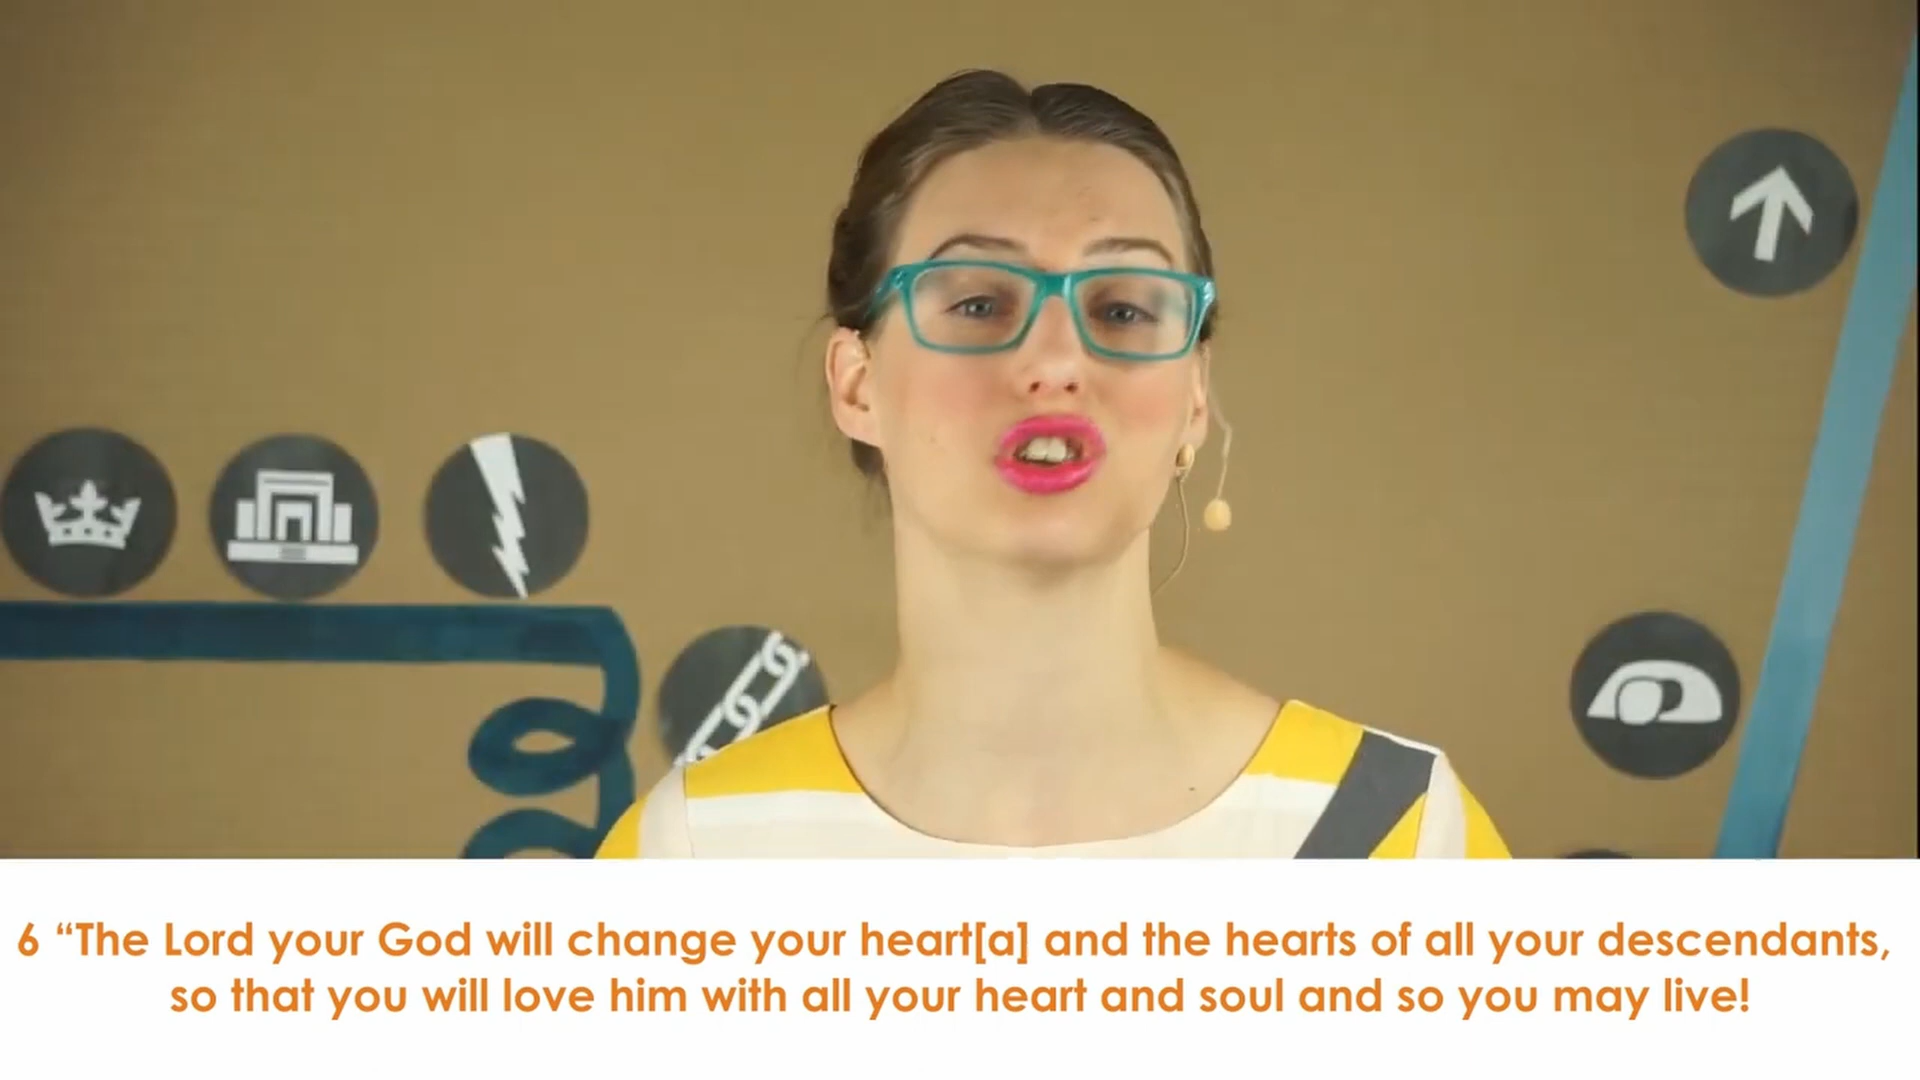 6 “The Lord your God will change your heart[a] and the hearts of all your descendants,
so that you will love him with all your heart and soul and so you may live!